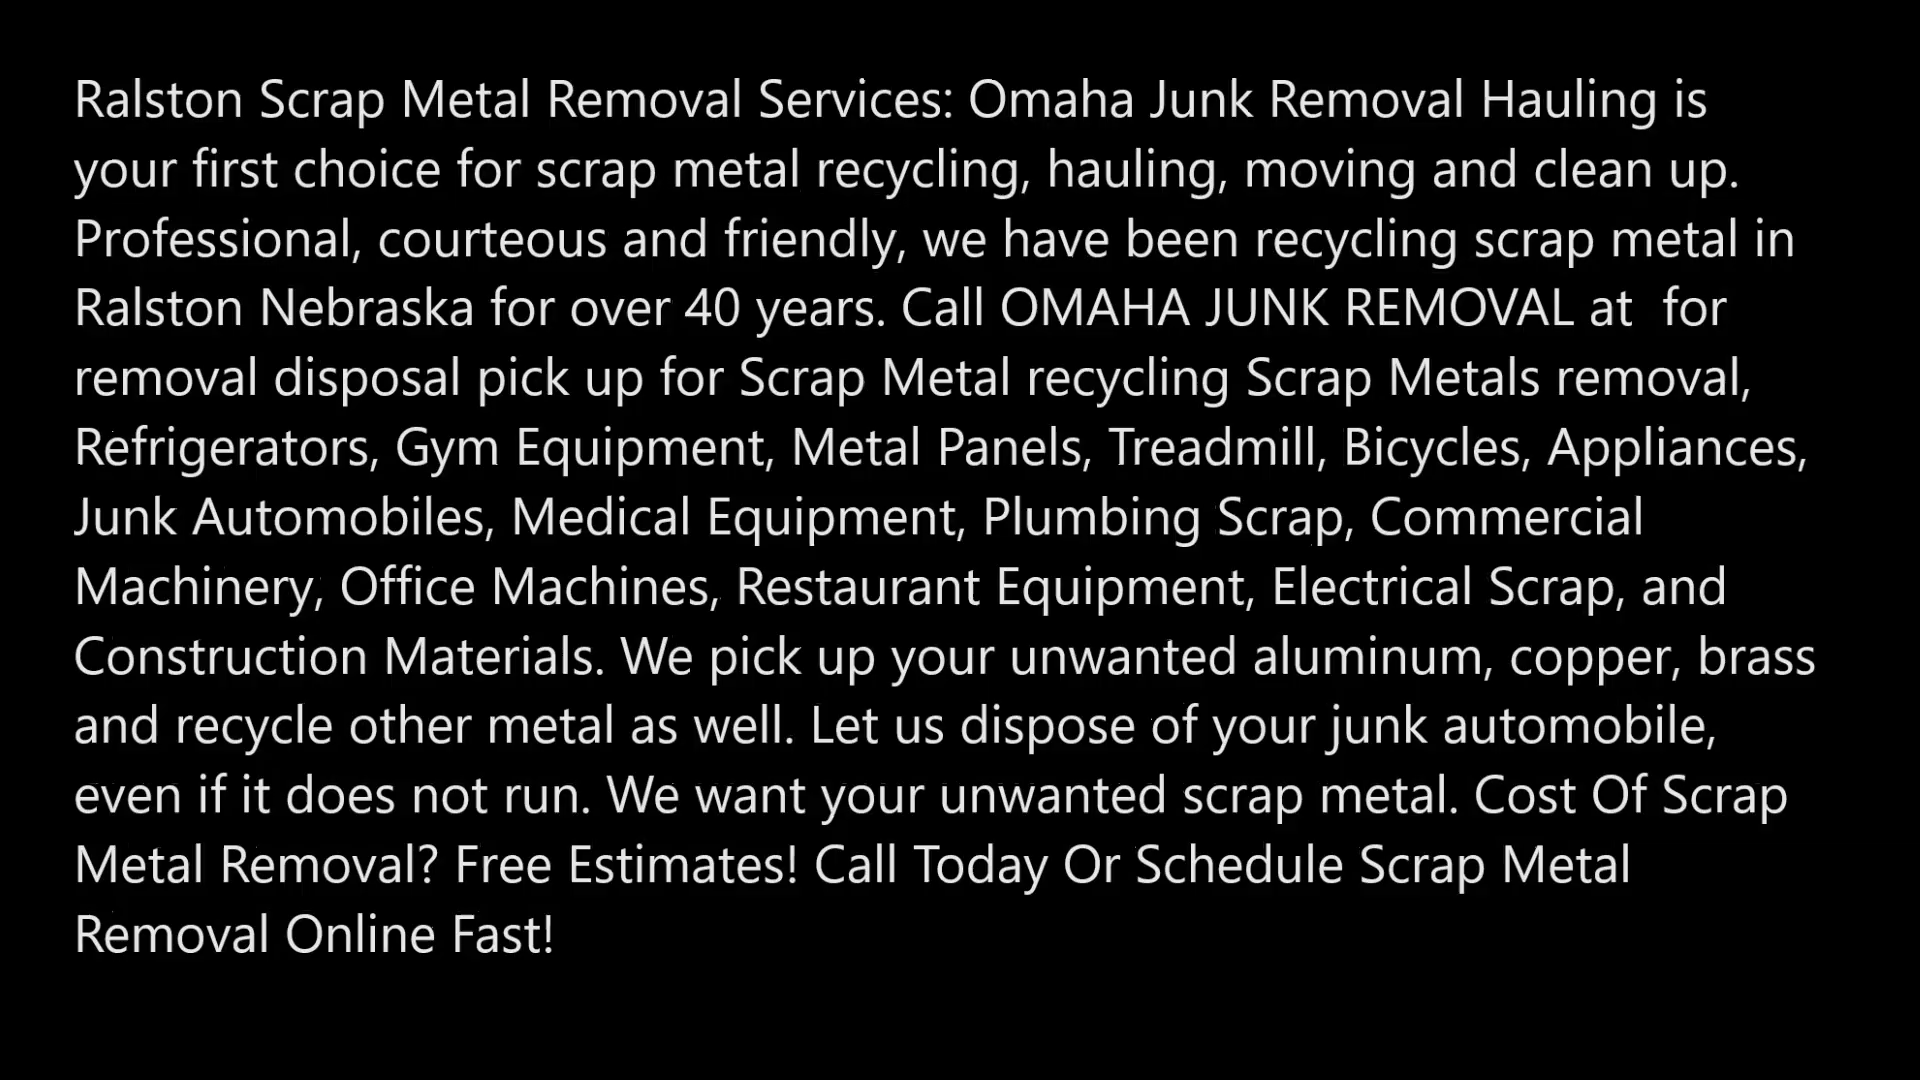 Ralston Scrap Metal Removal Services: Omaha Junk Removal Hauling is
your first choice for scrap metal recycling, hauling, moving and clean up.
Professional, courteous and friendly, we have been recycling scrap metal in
Ralston Nebraska for over 40 years. Call OMAHA JUNK REMOVAL at  for
removal disposal pick up for Scrap Metal recycling Scrap Metals removal,
Refrigerators, Gym Equipment, Metal Panels, Treadmill, Bicycles, Appliances,
Junk Automobiles, Medical Equipment, Plumbing Scrap, Commercial
Machinery, Office Machines, Restaurant Equipment, Electrical Scrap, and
Construction Materials. We pick up your unwanted aluminum, copper, brass
and recycle other metal as well. Let us dispose of your junk automobile,
even if it does not run. We want your unwanted scrap metal. Cost Of Scrap
Metal Removal? Free Estimates! Call Today Or Schedule Scrap Metal
Removal Online Fast!